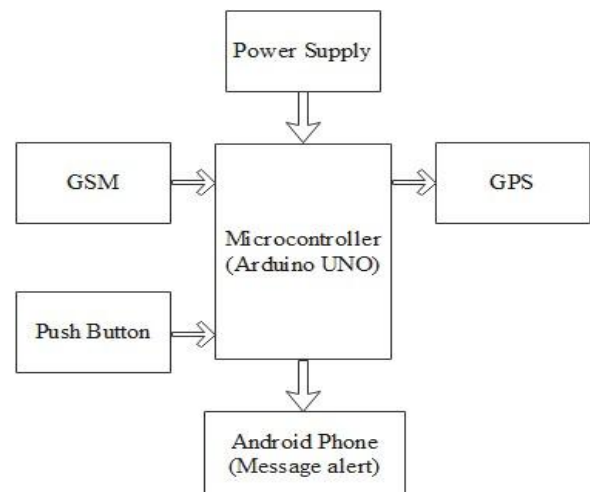 Power Supply
GSM
GPS
Microcontroller
(Arduino UNO)
Push Button
Android Phone
(Message alert)